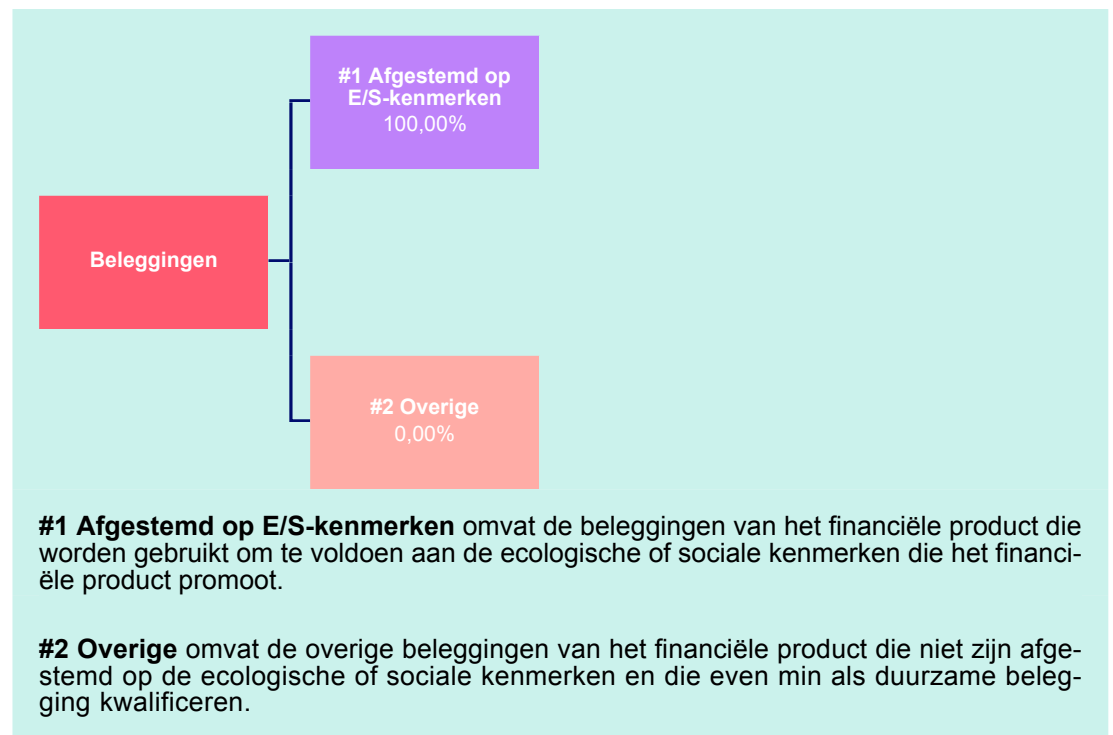 #1 Afgestemd op
E/S-kenmerken
100,00%
Beleggingen
#2 Overige
0,00%
#1 Afgestemd op E/S-kenmerken omvat de beleggingen van het financiële product die
worden gebruikt om te voldoen aan de ecologische of sociale kenmerken die het financi-
ële product promoot.
#2 Overige omvat de overige beleggingen van het financiële product die niet zijn afge-
stemd op de ecologische of sociale kenmerken en die even min als duurzame beleg-
ging kwalificeren.